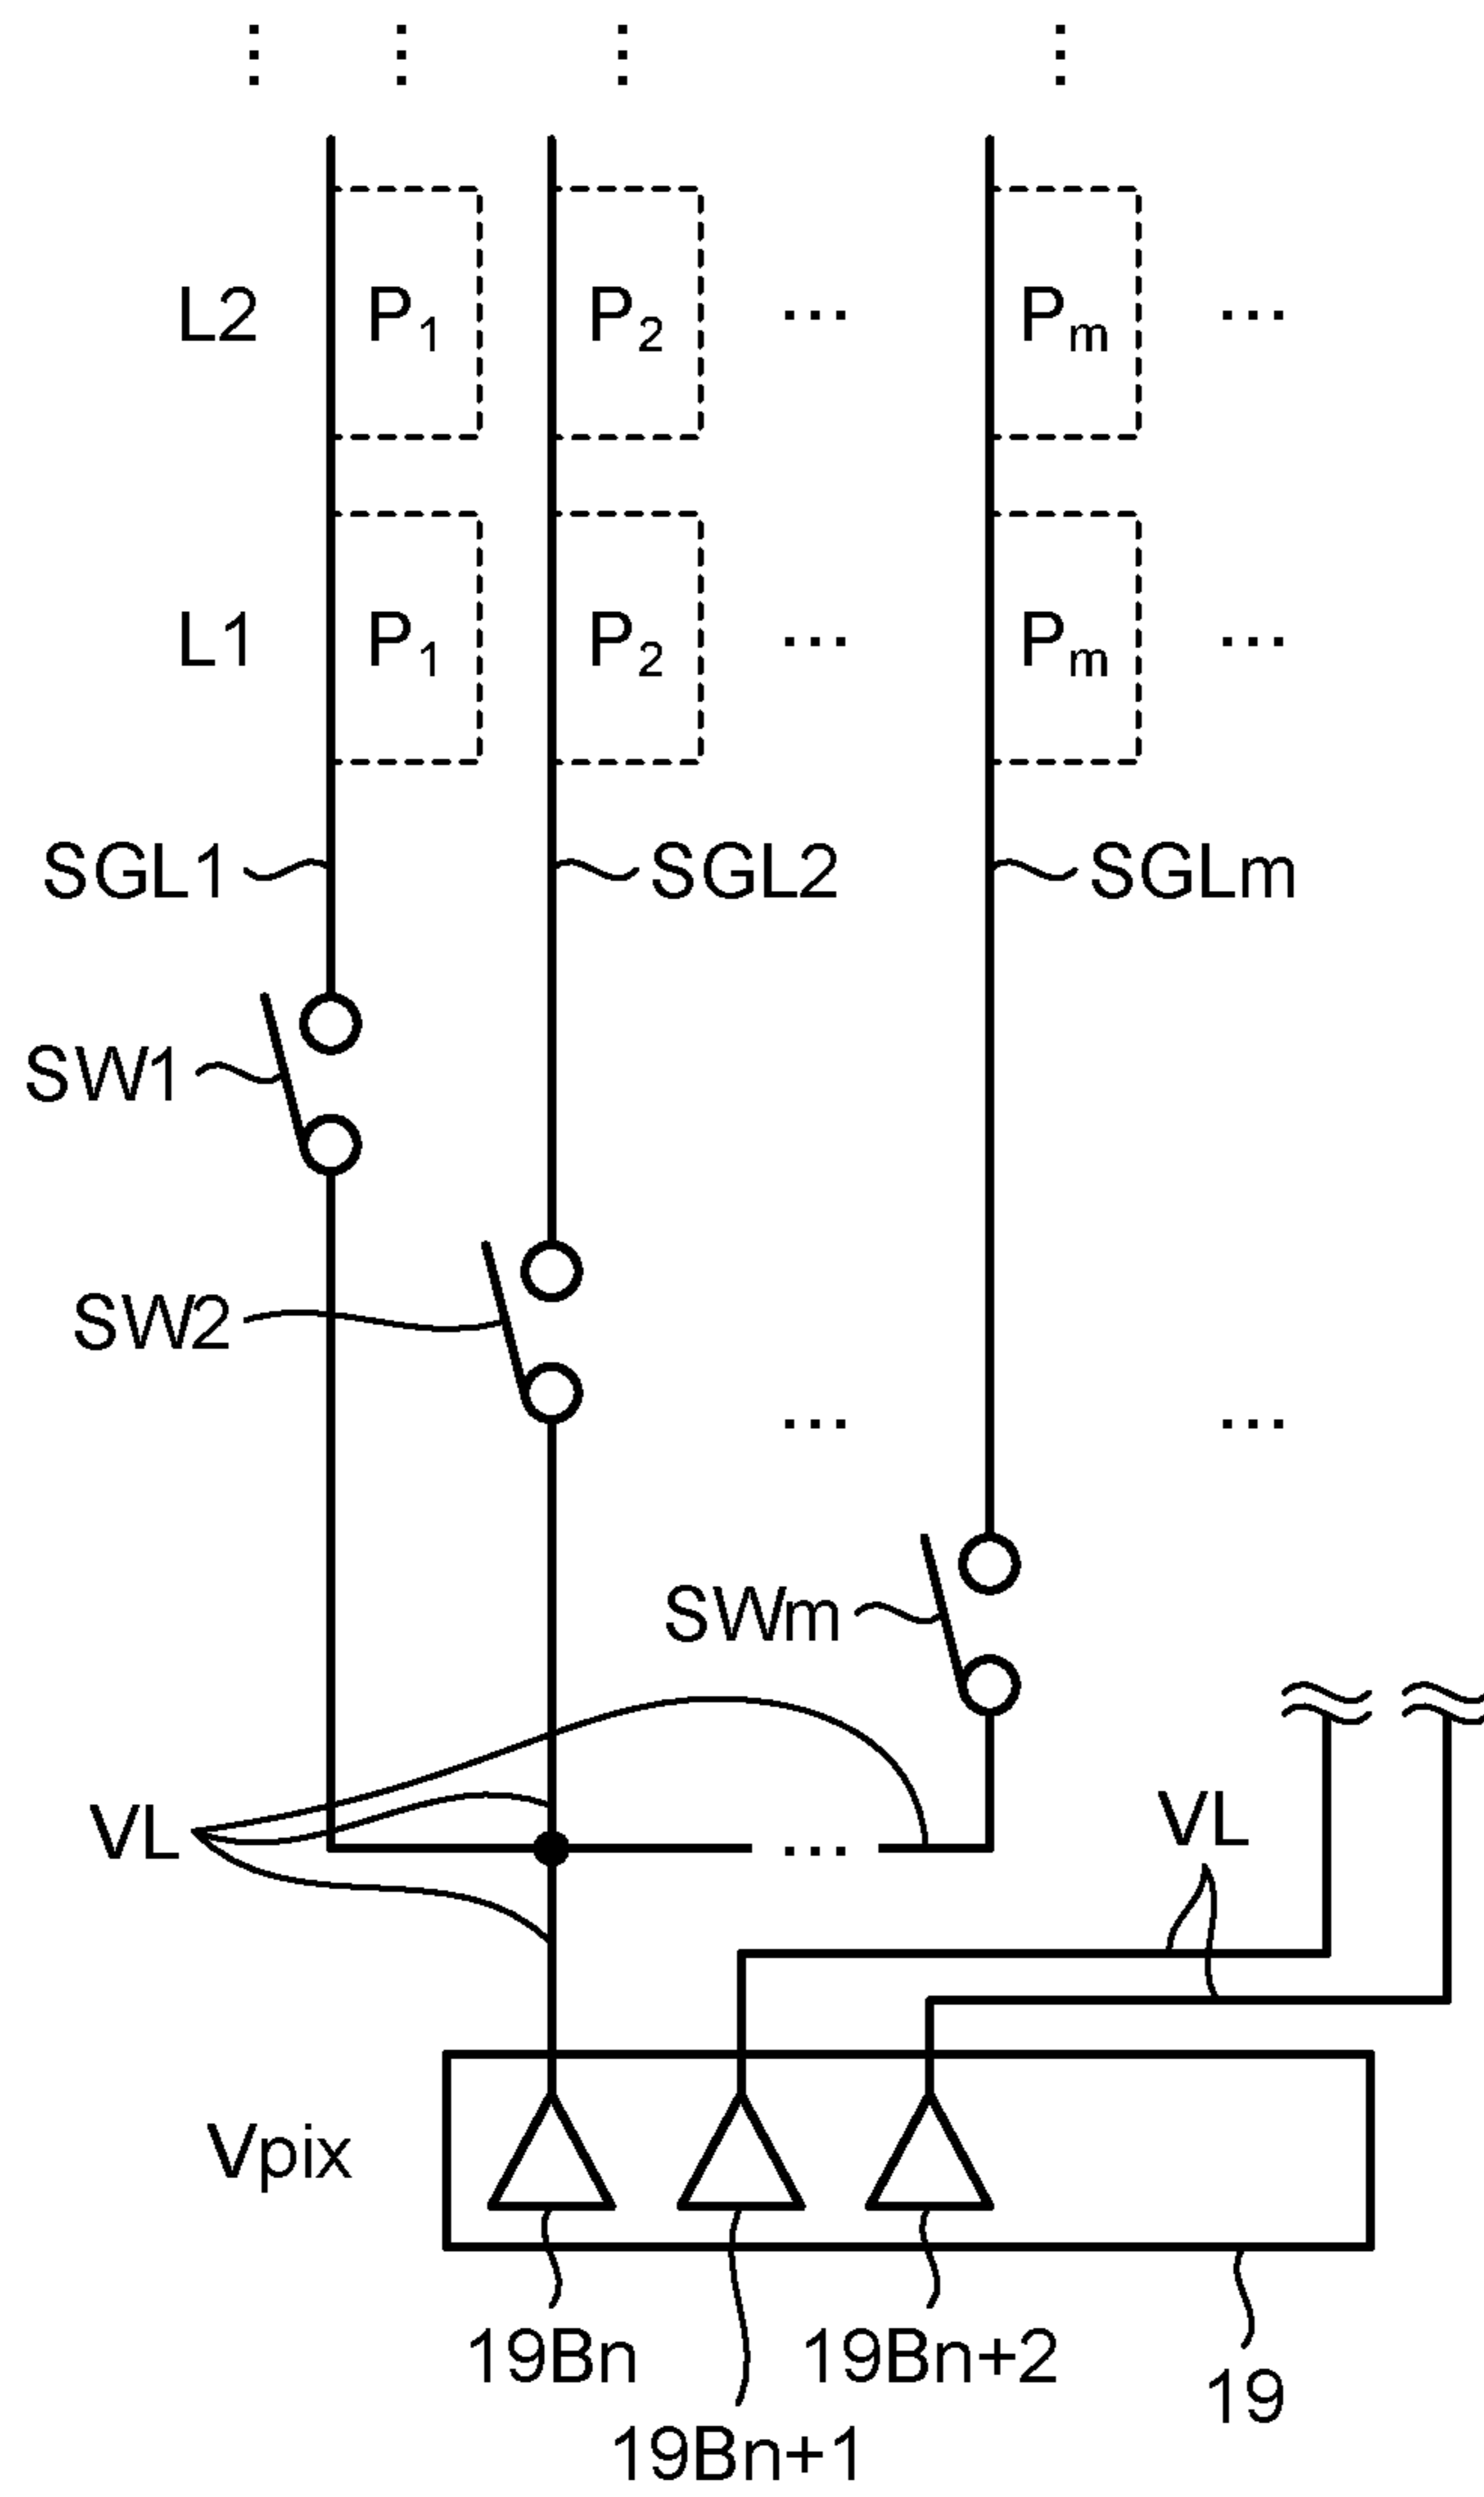 ⋮ ⋮ ⋮ ⋮
L2 P₁ P₂ ... Pₘ ...
L1 P₁ P₂ ... Pₘ ...
SGL1 SGL2 SGLm
SW1
SW2
... ...
SWm
VL ... VL
Vpix
19Bn 19Bn+2 19
19Bn+1